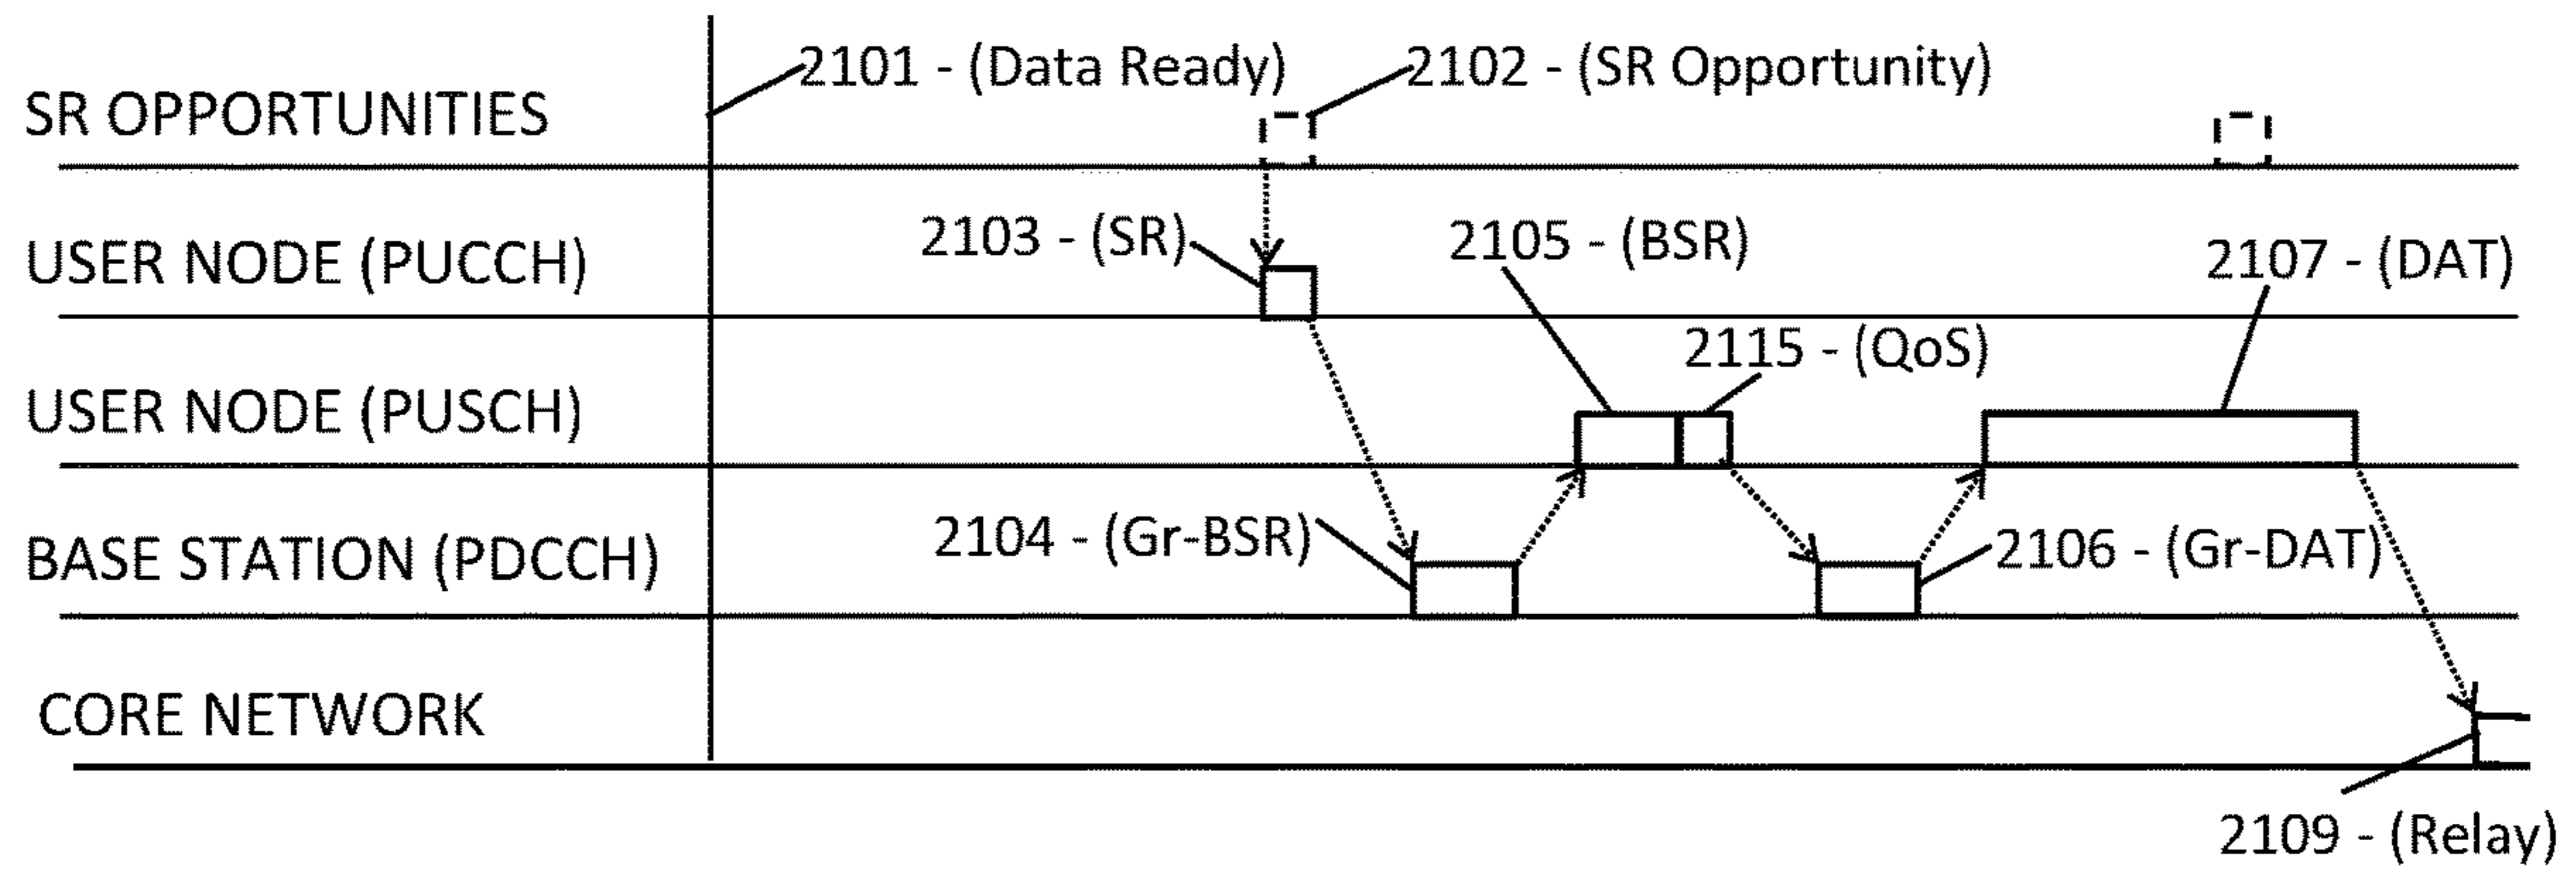 2101 - (Data Ready)
2102 - (SR Opportunity)
SR OPPORTUNITIES
2103 - (SR)
2105 - (BSR)
2107 - (DAT)
USER NODE (PUCCH)
2115 - (QoS)
USER NODE (PUSCH)
2104 - (Gr-BSR)
2106 - (Gr-DAT)
BASE STATION (PDCCH)
CORE NETWORK
2109 - (Relay)